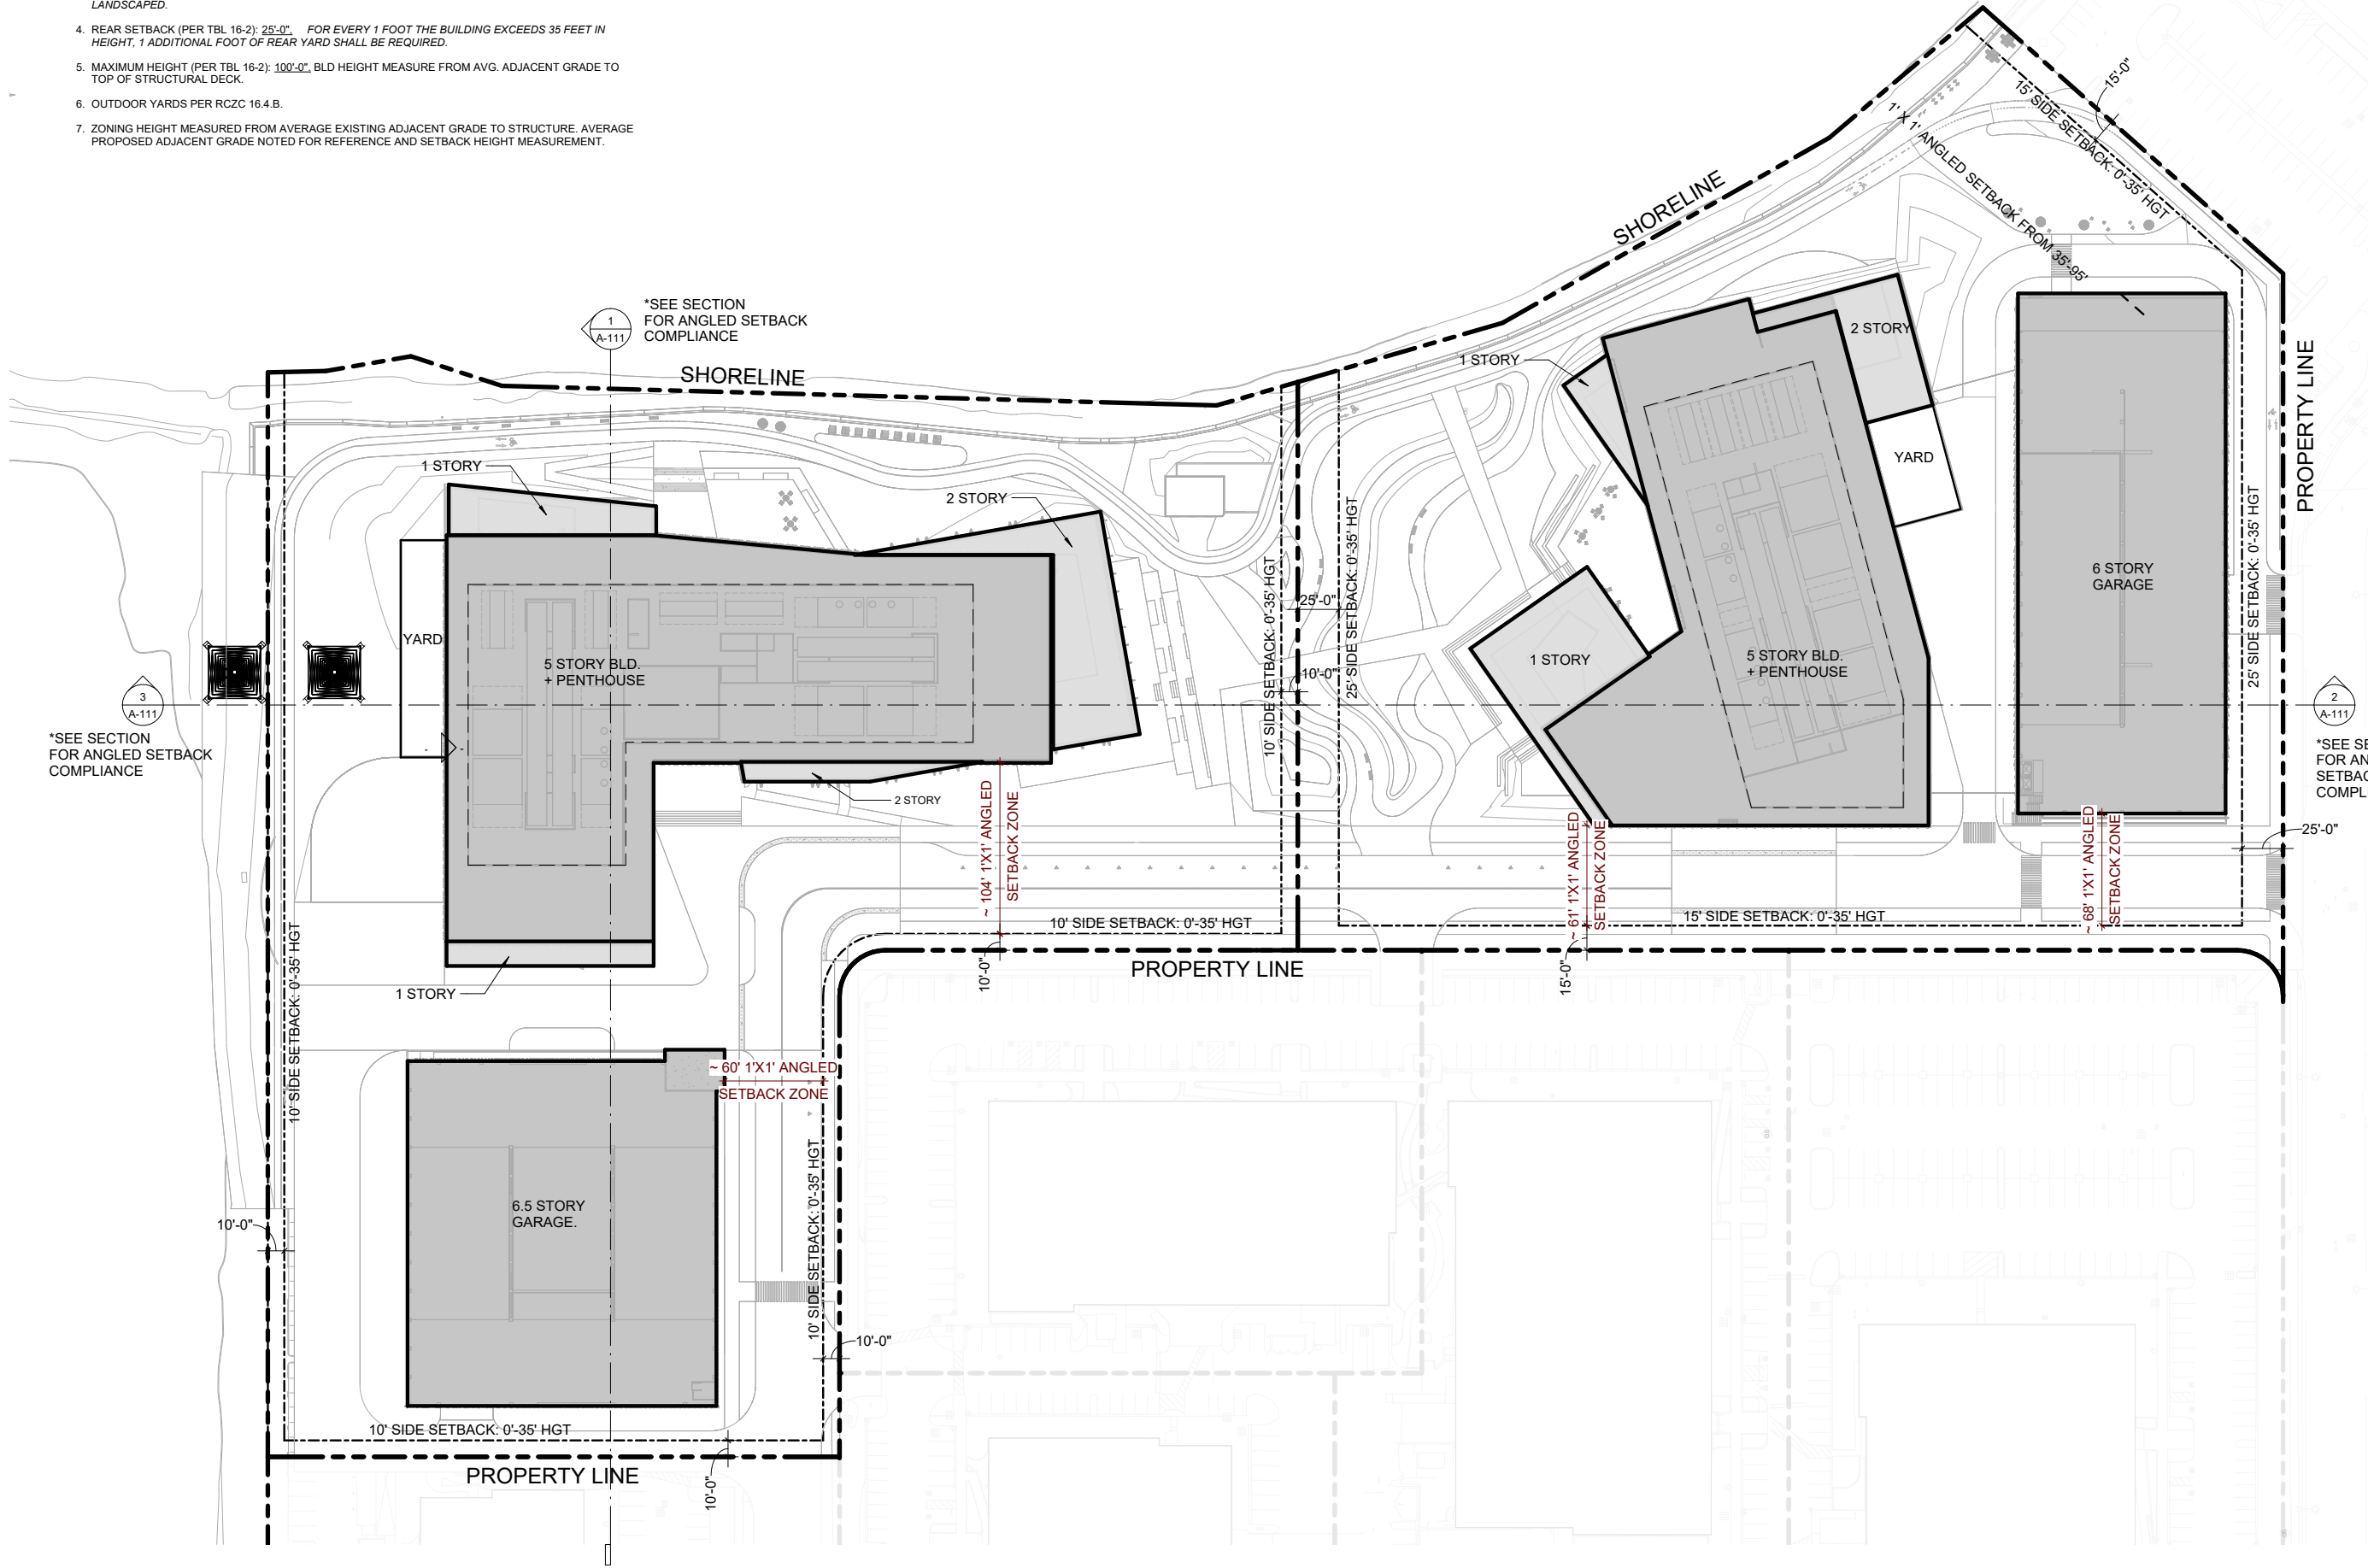 LANDSCAPED.
4. REAR SETBACK (PER TBL 16-2): 25'-0", FOR EVERY 1 FOOT THE BUILDING EXCEEDS 35 FEET IN
HEIGHT, 1 ADDITIONAL FOOT OF REAR YARD SHALL BE REQUIRED.
5. MAXIMUM HEIGHT (PER TBL 16-2): 100'-0", BLD HEIGHT MEASURE FROM AVG. ADJACENT GRADE TO
TOP OF STRUCTURAL DECK.
6. OUTDOOR YARDS PER RCZC 16.4.B.
7. ZONING HEIGHT MEASURED FROM AVERAGE EXISTING ADJACENT GRADE TO STRUCTURE. AVERAGE
PROPOSED ADJACENT GRADE NOTED FOR REFERENCE AND SETBACK HEIGHT MEASUREMENT.
15'-0"
15' SIDE SETBACK: 0'-35' HGT
1' X 1' ANGLED SETBACK FROM 35'-95'
SHORELINE
*SEE SECTION
FOR ANGLED SETBACK
COMPLIANCE
1
A-111
SHORELINE
2 STORY
1 STORY
PROPERTY LINE
1 STORY
YARD
2 STORY
25'-0"
10' SIDE SETBACK: 0'-35' HGT
25' SIDE SETBACK: 0'-35' HGT
25' SIDE SETBACK: 0'-35' HGT
6 STORY
GARAGE
YARD
5 STORY BLD.
+ PENTHOUSE
10'-0"
1 STORY
5 STORY BLD.
+ PENTHOUSE
3
A-111
*SEE SECTION
FOR ANGLED SETBACK
COMPLIANCE
2
A-111
*SEE SE
FOR AN
SETBAC
COMPL
2 STORY
~ 104' 1'X1' ANGLED
SETBACK ZONE
~ 61' 1'X1' ANGLED
SETBACK ZONE
~ 68' 1'X1' ANGLED
SETBACK ZONE
25'-0"
10' SIDE SETBACK: 0'-35' HGT
15' SIDE SETBACK: 0'-35' HGT
10'-0"
PROPERTY LINE
15'-0"
1 STORY
10' SIDE SETBACK: 0'-35' HGT
~ 60' 1'X1' ANGLED
SETBACK ZONE
10' SIDE SETBACK: 0'-35' HGT
6.5 STORY
GARAGE.
10'-0"
10'-0"
10' SIDE SETBACK: 0'-35' HGT
PROPERTY LINE
10'-0"